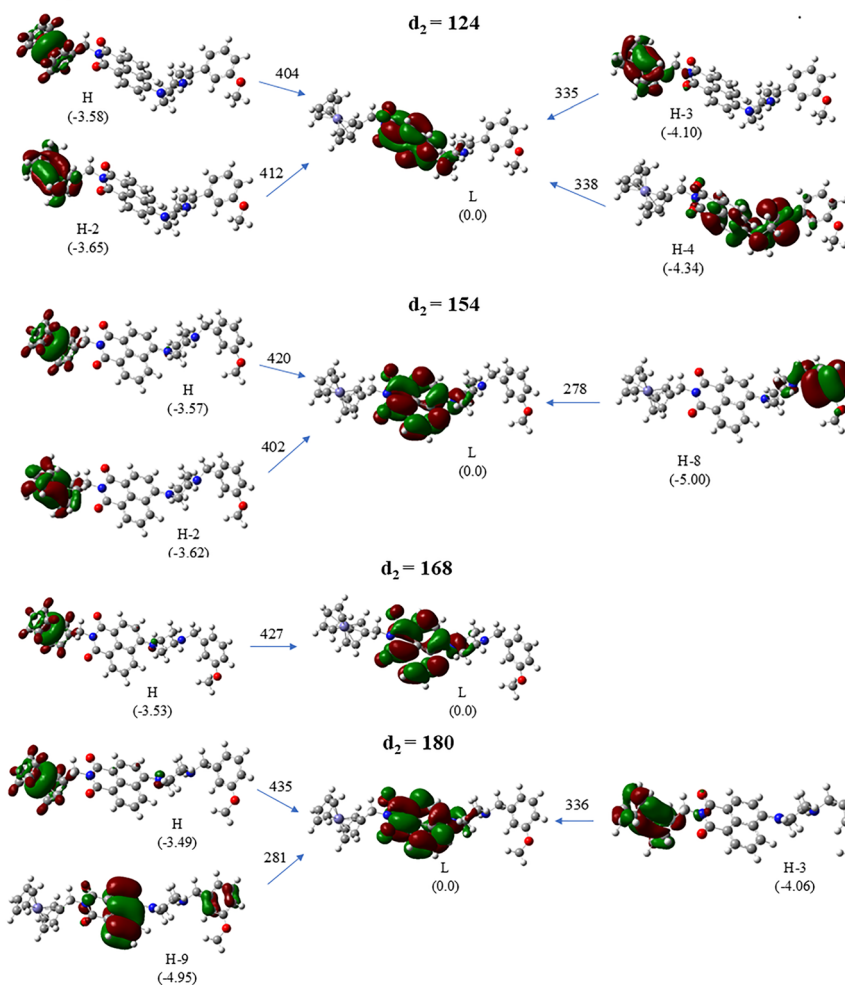 d₂ = 124
H
(-3.58)
404
H-2
(-3.65)
412
L
(0.0)
335
H-3
(-4.10)
338
H-4
(-4.34)
d₂ = 154
H
(-3.57)
420
H-2
(-3.62)
402
L
(0.0)
278
H-8
(-5.00)
d₂ = 168
H
(-3.53)
427
L
(0.0)
d₂ = 180
H
(-3.49)
435
H-9
(-4.95)
281
L
(0.0)
336
H-3
(-4.06)